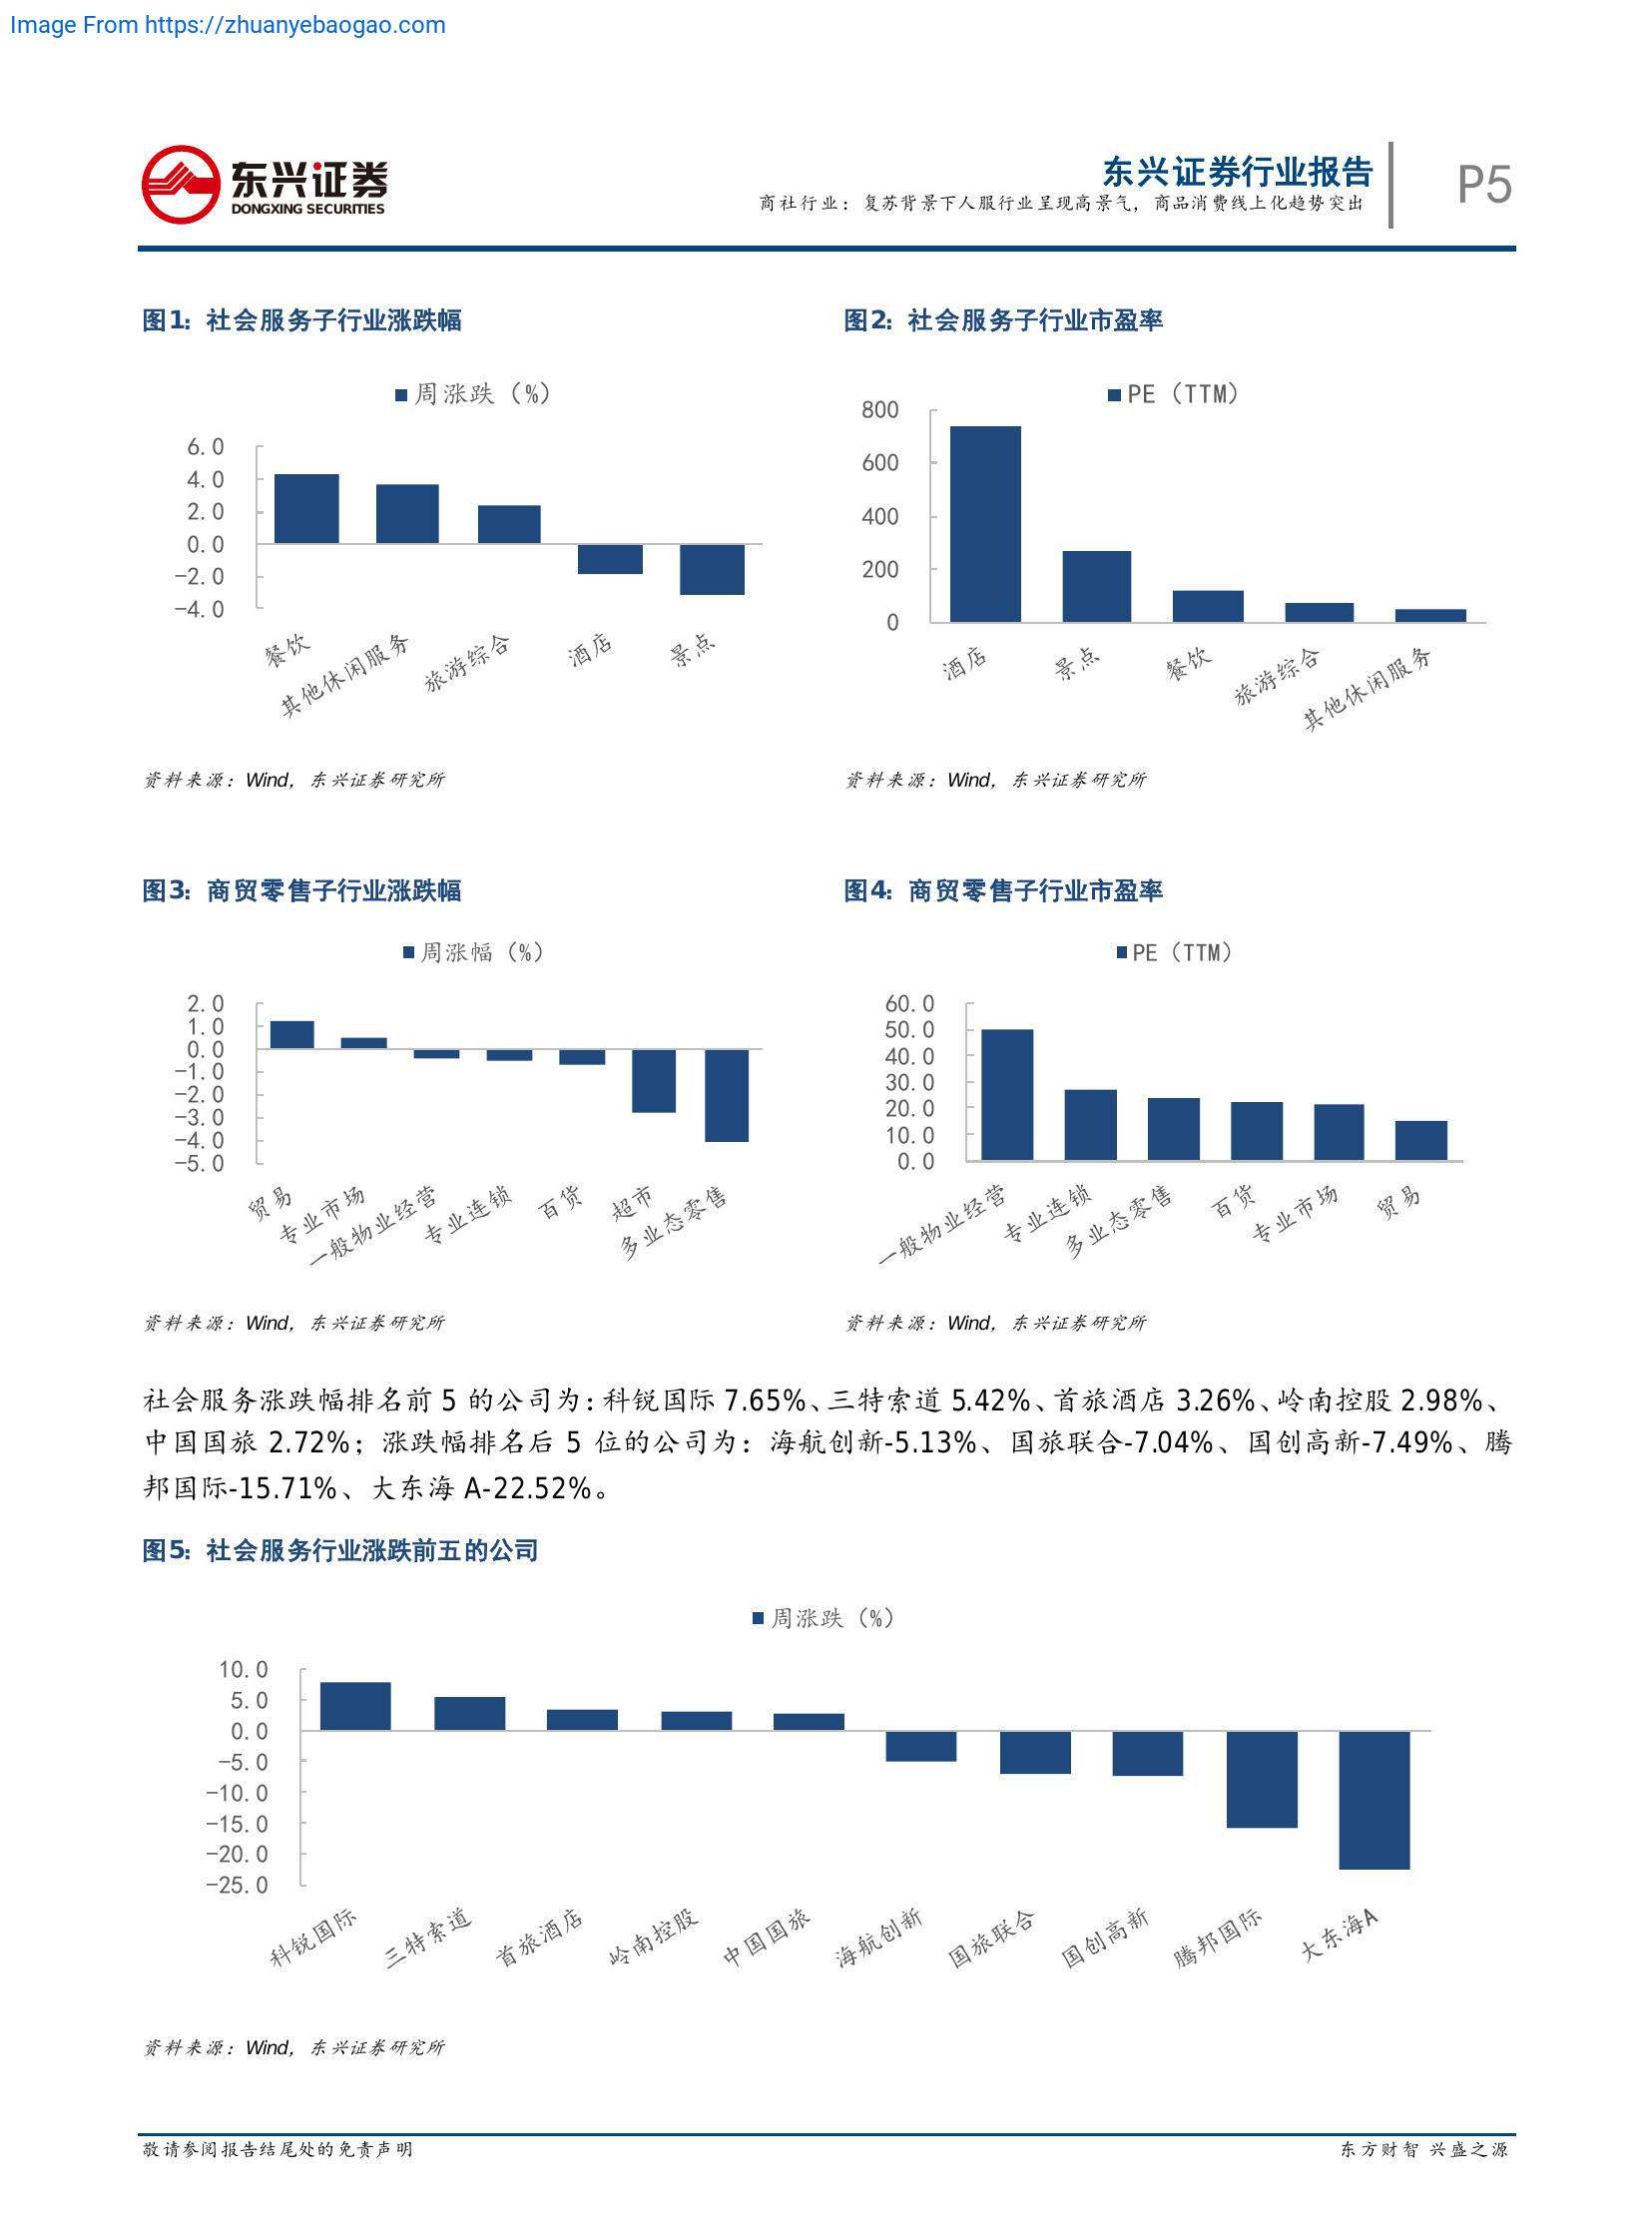 Image From https://zhuanyebaogao.com
东兴证券
DONGXING SECURITIES
东兴证券行业报告
商社行业：复苏背景下人服行业呈现高景气，商品消费线上化趋势突出
P5
图1：社会服务子行业涨跌幅
周涨跌（%）
6.0
4.0
2.0
0.0
-2.0
-4.0
餐饮
其他休闲服务
旅游综合
酒店
景点
资料来源：Wind，东兴证券研究所
图2：社会服务子行业市盈率
PE（TTM）
800
600
400
200
0
酒店
景点
餐饮
旅游综合
其他休闲服务
资料来源：Wind，东兴证券研究所
图3：商贸零售子行业涨跌幅
周涨幅（%）
2.0
1.0
0.0
-1.0
-2.0
-3.0
-4.0
-5.0
贸易
专业市场
一般物业经营
专业连锁
百货
超市
多业态零售
资料来源：Wind，东兴证券研究所
图4：商贸零售子行业市盈率
PE（TTM）
60.0
50.0
40.0
30.0
20.0
10.0
0.0
一般物业经营
专业连锁
多业态零售
百货
专业市场
贸易
资料来源：Wind，东兴证券研究所
社会服务涨跌幅排名前 5 的公司为：科锐国际 7.65%、三特索道 5.42%、首旅酒店 3.26%、岭南控股 2.98%、
中国国旅 2.72%；涨跌幅排名后 5 位的公司为：海航创新-5.13%、国旅联合-7.04%、国创高新-7.49%、腾
邦国际-15.71%、大东海 A-22.52%。
图5：社会服务行业涨跌前五的公司
周涨跌（%）
10.0
5.0
0.0
-5.0
-10.0
-15.0
-20.0
-25.0
科锐国际
三特索道
首旅酒店
岭南控股
中国国旅
海航创新
国旅联合
国创高新
腾邦国际
大东海A
资料来源：Wind，东兴证券研究所
敬请参阅报告结尾处的免责声明
东方财智 兴盛之源